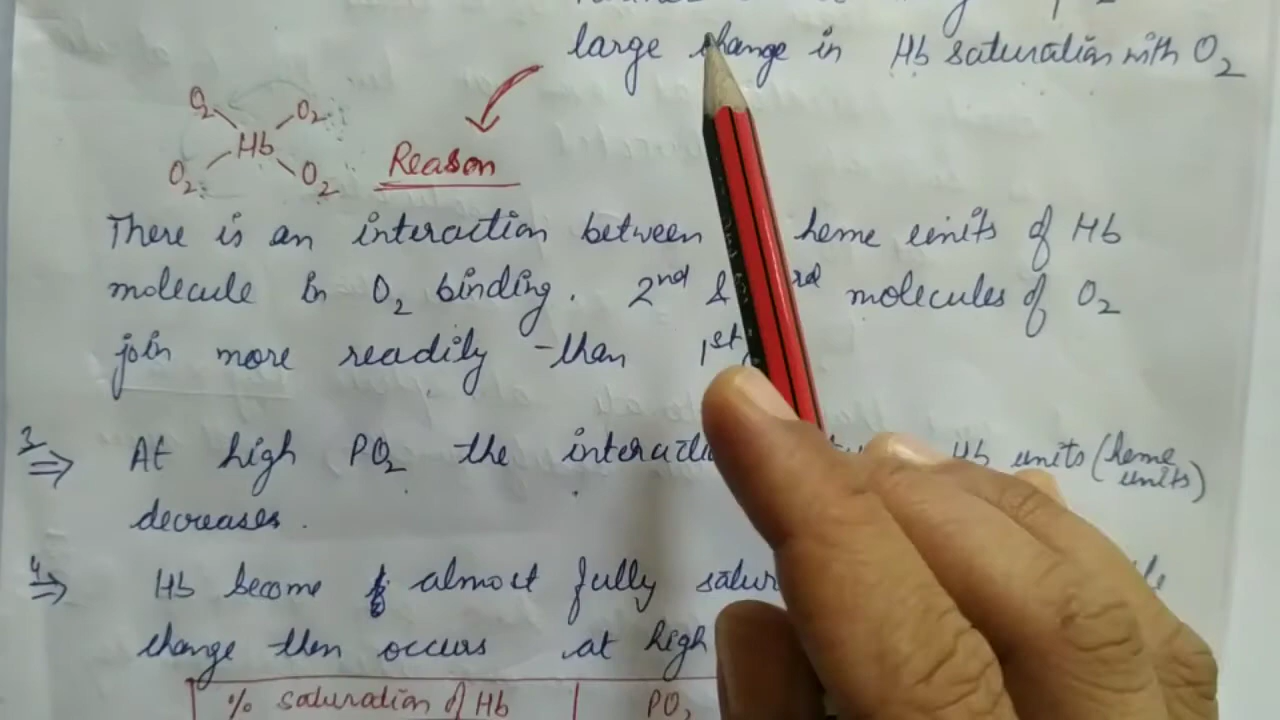 large change in Hb saturation with O2
O2 O2
Hb
O2 O2
Reason
There is an interaction between heme units of Hb
molecule in O2 binding. 2nd & rd molecules of O2
join more readily than 1st
3 ⇒ At high PO2 the interacti Hb units (heme units)
decreases.
4 ⇒ Hb become almost fully satur
change then occurs at high
% saturation of Hb PO2